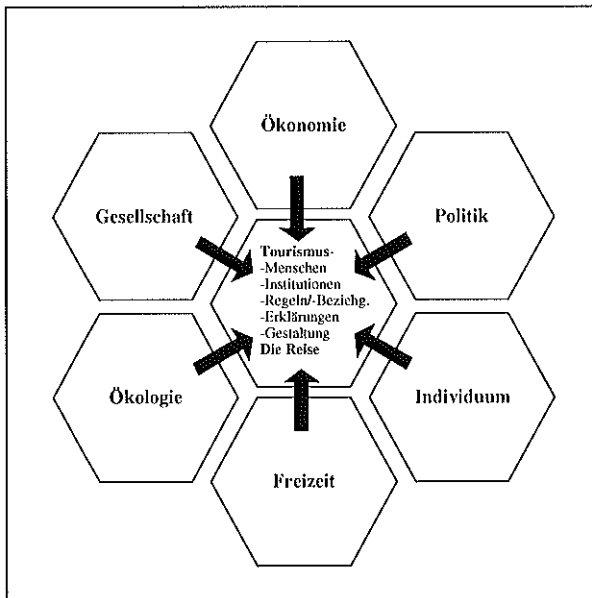 Ökonomie
Gesellschaft
Politik
Tourismus-
-Menschen
-Institutionen
-Regeln/-Beziehg.
-Erklärungen
-Gestaltung
Die Reise
Ökologie
Individuum
Freizeit